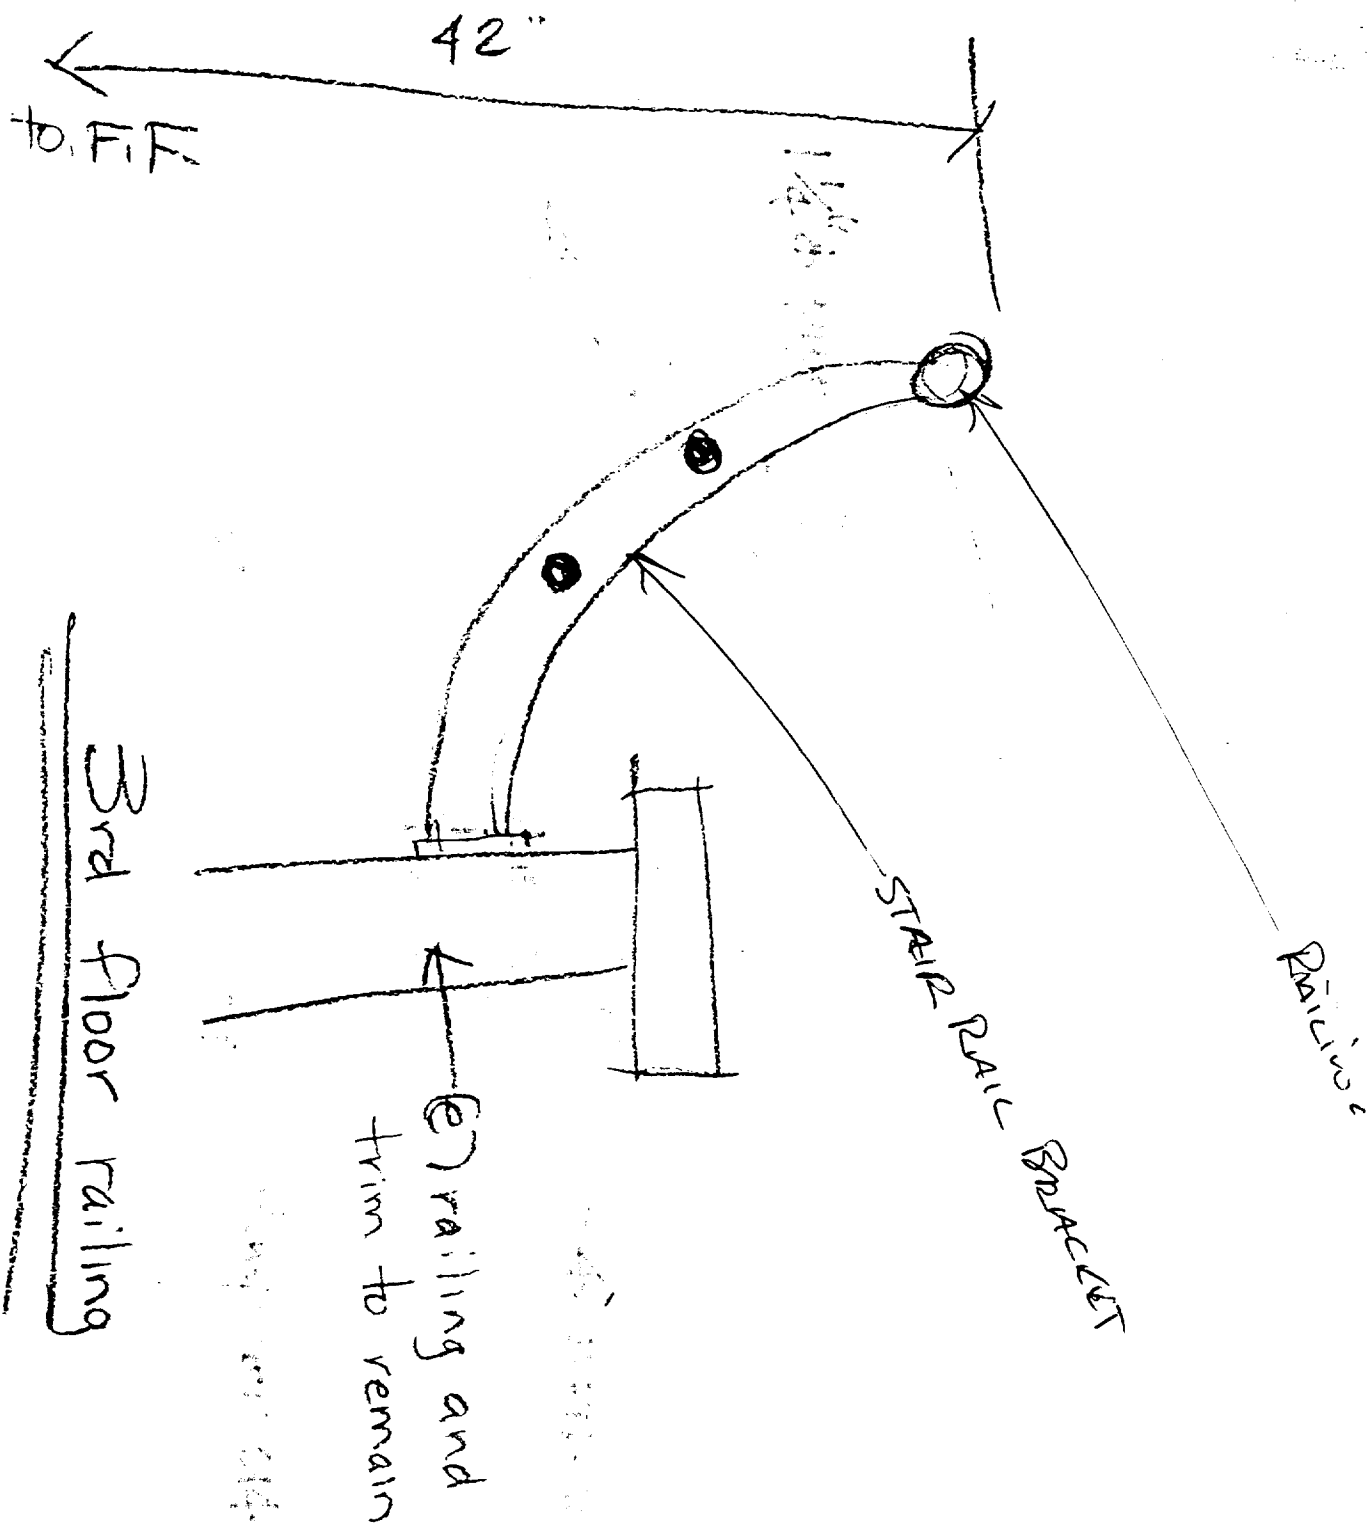 42"
to F.F.
RAILING
STAIR RAIL BRACKET
(e) railing and
trim to remain
3rd floor railing